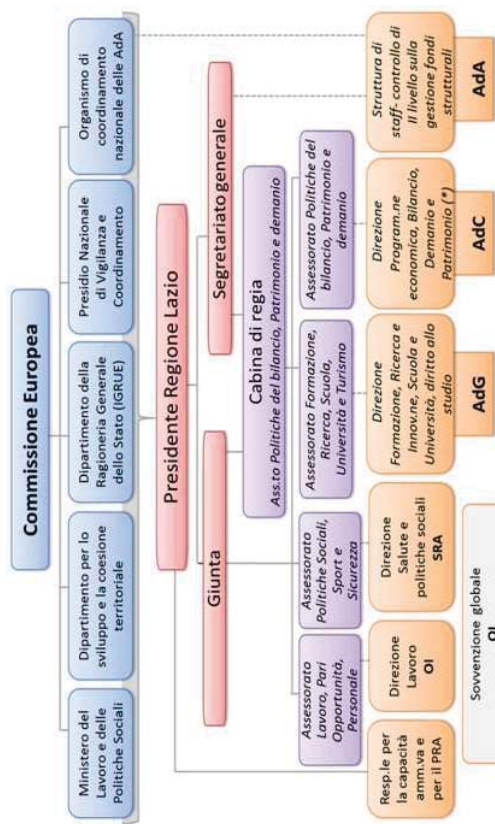 Commissione Europea
Ministero del
Lavoro e delle
Politiche Sociali
Dipartimento per lo
sviluppo e la coesione
territoriale
Dipartimento della
Ragioneria Generale
dello Stato (IGRUE)
Presidio Nazionale
di Vigilanza e
Coordinamento
Organismo di
coordinamento
nazionale delle AdA
Presidente Regione Lazio
Giunta
Segretariato generale
Cabina di regia
Ass.to Politiche del bilancio, Patrimonio e demanio
Assessorato
Lavoro, Pari
Opportunità,
Personale
Assessorato
Politiche Sociali,
Sport e
Sicurezza
Assessorato Formazione,
Ricerca, Scuola,
Università e Turismo
Assessorato Politiche del
bilancio, Patrimonio e
demanio
Resp.le per
la capacità
amm.va e
per il PRA
Direzione
Lavoro
OI
Direzione
Salute e
politiche sociali
SRA
Direzione
Formazione, Ricerca e
Innov.ne, Scuola e
Università, diritto allo
studio
Direzione
Program.ne
economica, Bilancio,
Demanio e
Patrimonio (*)
Struttura di
staff- controllo di
II livello sulla
gestione fondi
strutturali
AdG
AdC
AdA
Sovvenzione globale
OI